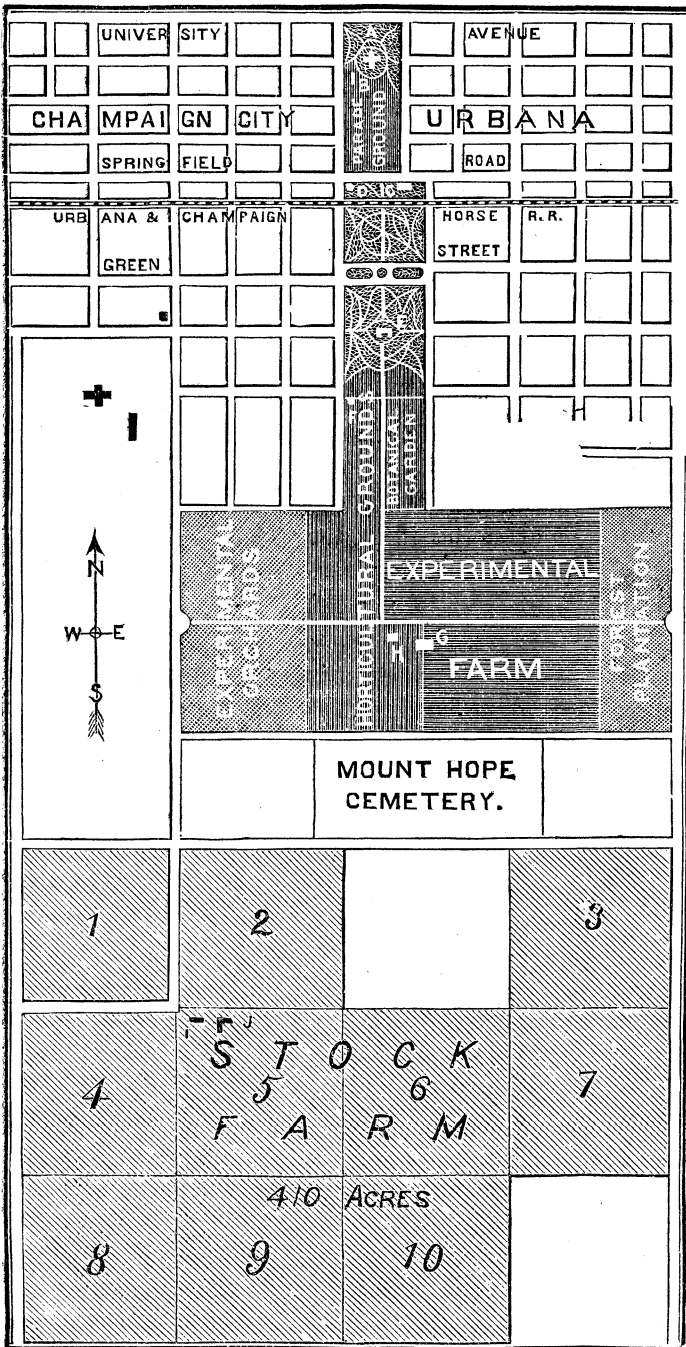 UNIVERSITY AVENUE
A
B
CHAMPAIGN CITY URBANA
PARADE GROUND
SPRINGFIELD ROAD
D C
URBANA & CHAMPAIGN HORSE R.R.
GREEN STREET
E
F
HORTICULTURAL GROUNDS
BOTANICAL GARDEN
N
W E
S
EXPERIMENTAL ORCHARDS
EXPERIMENTAL
FARM
FOREST PLANTATION
H
G
MOUNT HOPE
CEMETERY.
1 2 3
I J
STOCK
4 5 6 7
FARM
410 ACRES
8 9 10